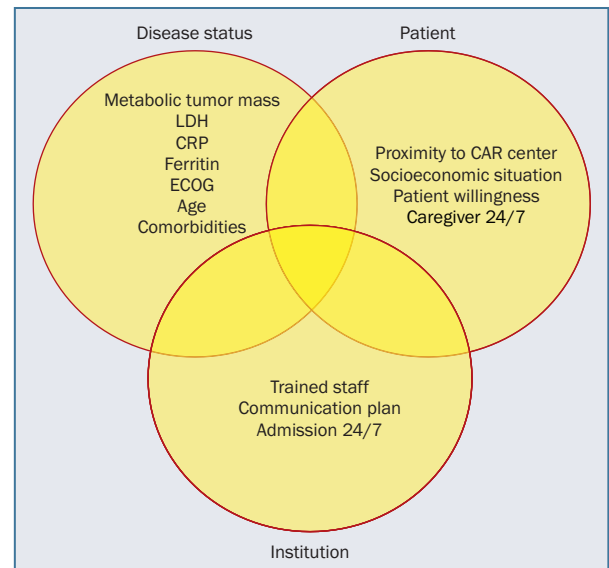 Disease status
Patient
Metabolic tumor mass
LDH
CRP
Ferritin
ECOG
Age
Comorbidities
Proximity to CAR center
Socioeconomic situation
Patient willingness
Caregiver 24/7
Trained staff
Communication plan
Admission 24/7
Institution